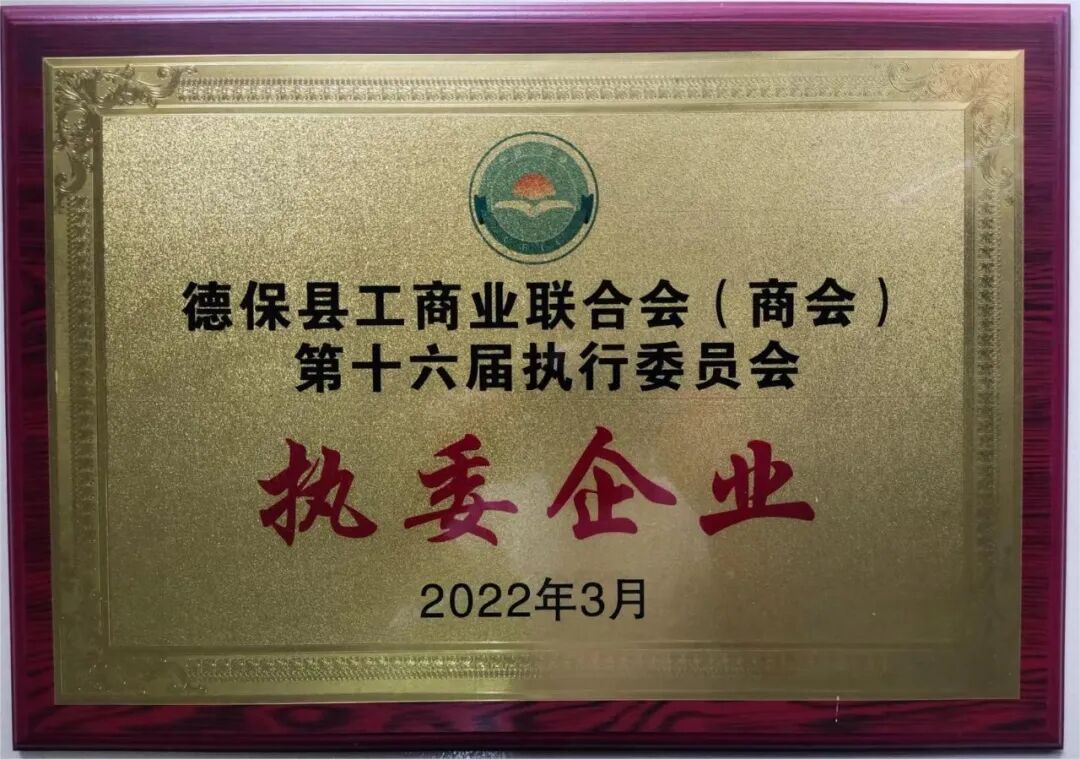 德保县工商业联合会（商会）
第十六届执行委员会
执委企业
2022年3月